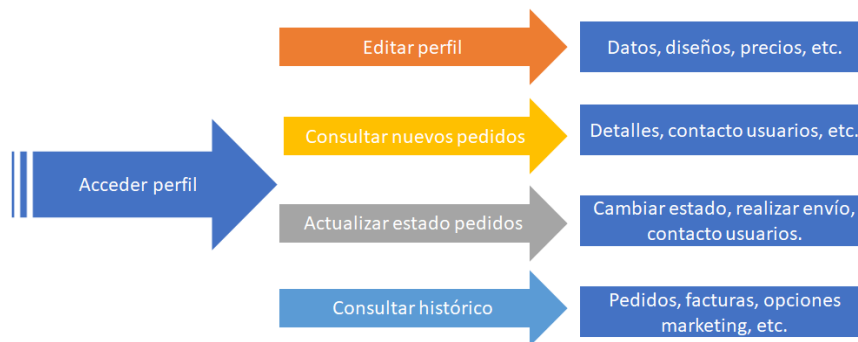 Editar perfil
Datos, diseños, precios, etc.
Consultar nuevos pedidos
Detalles, contacto usuarios, etc.
Acceder perfil
Actualizar estado pedidos
Cambiar estado, realizar envío,
contacto usuarios.
Consultar histórico
Pedidos, facturas, opciones
marketing, etc.